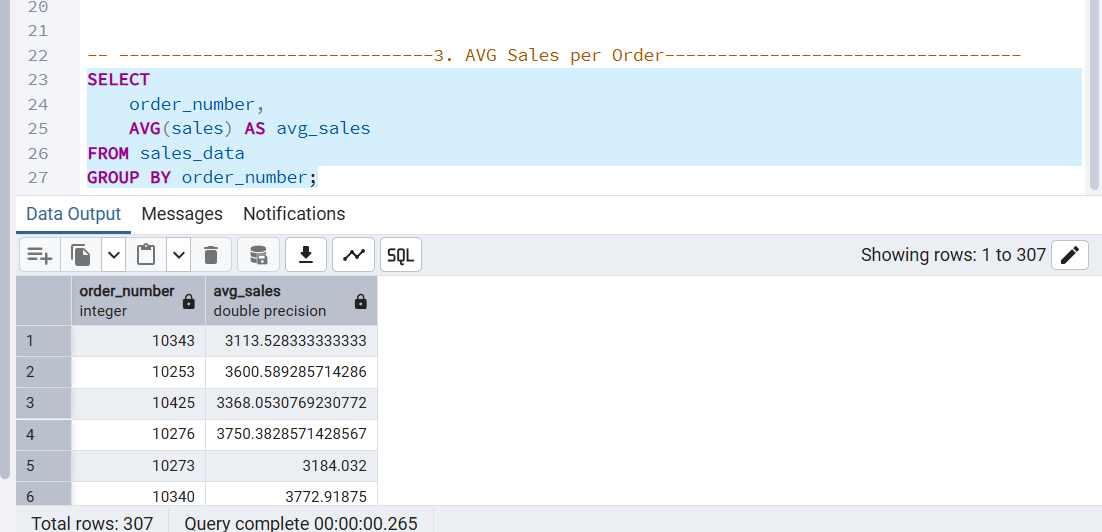 20
21
22 -- ------------------------------3. AVG Sales per Order----------------------------------
23 SELECT
24 order_number,
25 AVG(sales) AS avg_sales
26 FROM sales_data
27 GROUP BY order_number;
Data Output Messages Notifications
SQL Showing rows: 1 to 307
order_number avg_sales
integer double precision
1 10343 3113.528333333333
2 10253 3600.589285714286
3 10425 3368.0530769230772
4 10276 3750.3828571428567
5 10273 3184.032
6 10340 3772.91875
Total rows: 307 Query complete 00:00:00.265